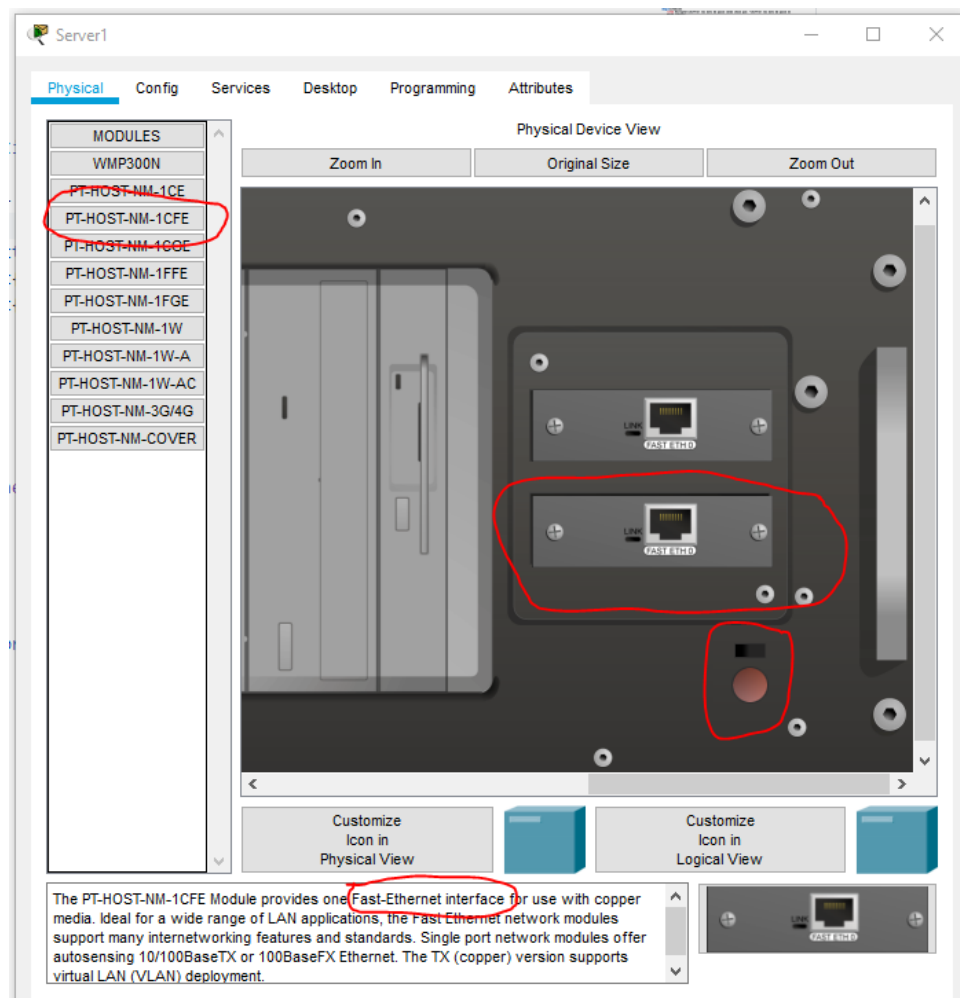 Server1
Physical Config Services Desktop Programming Attributes
MODULES
WMP300N
PT-HOST-NM-1CE
PT-HOST-NM-1CFE
PT-HOST-NM-1CGE
PT-HOST-NM-1FFE
PT-HOST-NM-1FGE
PT-HOST-NM-1W
PT-HOST-NM-1W-A
PT-HOST-NM-1W-AC
PT-HOST-NM-3G/4G
PT-HOST-NM-COVER
Physical Device View
Zoom In Original Size Zoom Out
LINK
FAST ETH 0
LINK
FAST ETH 0
Customize
Icon in
Physical View
Customize
Icon in
Logical View
The PT-HOST-NM-1CFE Module provides one Fast-Ethernet interface for use with copper
media. Ideal for a wide range of LAN applications, the Fast Ethernet network modules
support many internetworking features and standards. Single port network modules offer
autosensing 10/100BaseTX or 100BaseFX Ethernet. The TX (copper) version supports
virtual LAN (VLAN) deployment.
LINK
FAST ETH 0